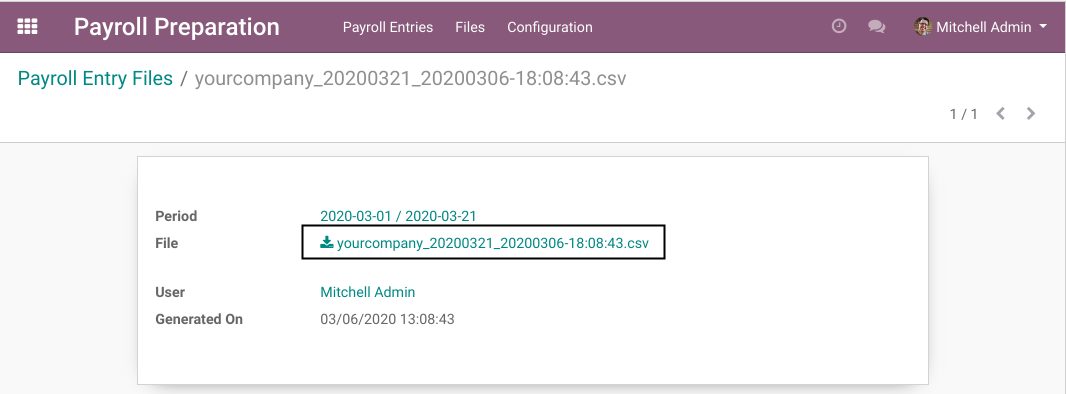 Payroll Preparation Payroll Entries Files Configuration Mitchell Admin
Payroll Entry Files / yourcompany_20200321_20200306-18:08:43.csv
1 / 1
Period 2020-03-01 / 2020-03-21
File yourcompany_20200321_20200306-18:08:43.csv
User Mitchell Admin
Generated On 03/06/2020 13:08:43